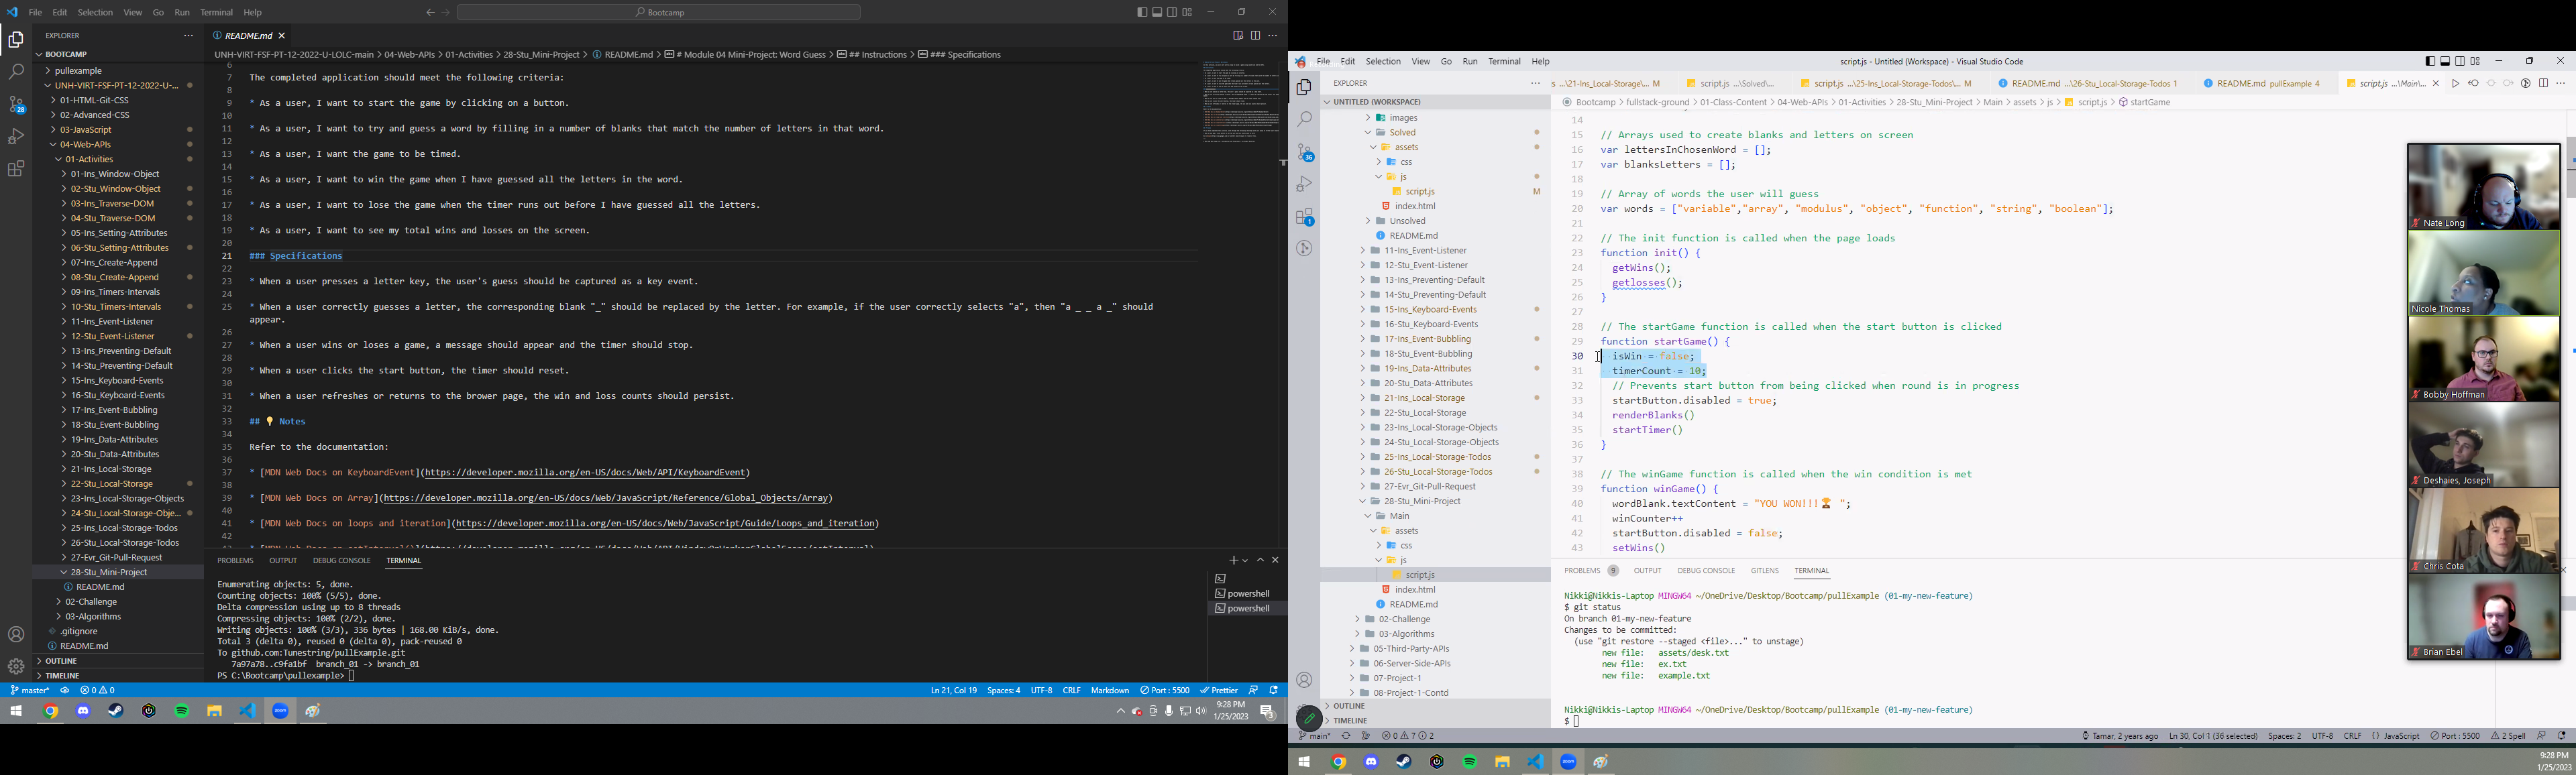 File Edit Selection View Go Run Terminal Help
Bootcamp
EXPLORER
BOOTCAMP
pullexample
UNH-VIRT-FSF-PT-12-2022-U-...
01-HTML-Git-CSS
02-Advanced-CSS
03-JavaScript
04-Web-APIs
01-Activities
01-Ins_Window-Object
02-Stu_Window-Object
03-Ins_Traverse-DOM
04-Stu_Traverse-DOM
05-Ins_Setting-Attributes
06-Stu_Setting-Attributes
07-Ins_Create-Append
08-Stu_Create-Append
09-Ins_Timers-Intervals
10-Stu_Timers-Intervals
11-Ins_Event-Listener
12-Stu_Event-Listener
13-Ins_Preventing-Default
14-Stu_Preventing-Default
15-Ins_Keyboard-Events
16-Stu_Keyboard-Events
17-Ins_Event-Bubbling
18-Stu_Event-Bubbling
19-Ins_Data-Attributes
20-Stu_Data-Attributes
21-Ins_Local-Storage
22-Stu_Local-Storage
23-Ins_Local-Storage-Objects
24-Stu_Local-Storage-Obje...
25-Ins_Local-Storage-Todos
26-Stu_Local-Storage-Todos
27-Evr_Git-Pull-Request
28-Stu_Mini-Project
README.md
02-Challenge
03-Algorithms
.gitignore
README.md
OUTLINE
TIMELINE
28
README.md
UNH-VIRT-FSF-PT-12-2022-U-LOLC-main > 04-Web-APIs > 01-Activities > 28-Stu_Mini-Project > README.md > # Module 04 Mini-Project: Word Guess > ## Instructions > ### Specifications
6
7 The completed application should meet the following criteria:
8
9 * As a user, I want to start the game by clicking on a button.
10
11 * As a user, I want to try and guess a word by filling in a number of blanks that match the number of letters in that word.
12
13 * As a user, I want the game to be timed.
14
15 * As a user, I want to win the game when I have guessed all the letters in the word.
16
17 * As a user, I want to lose the game when the timer runs out before I have guessed all the letters.
18
19 * As a user, I want to see my total wins and losses on the screen.
20
21 ### Specifications
22
23 * When a user presses a letter key, the user's guess should be captured as a key event.
24
25 * When a user correctly guesses a letter, the corresponding blank "_" should be replaced by the letter. For example, if the user correctly selects "a", then "a _ _ a _" should
appear.
26
27 * When a user wins or loses a game, a message should appear and the timer should stop.
28
29 * When a user clicks the start button, the timer should reset.
30
31 * When a user refreshes or returns to the brower page, the win and loss counts should persist.
32
33 ## 💡 Notes
34
35 Refer to the documentation:
36
37 * [MDN Web Docs on KeyboardEvent](https://developer.mozilla.org/en-US/docs/Web/API/KeyboardEvent)
38
39 * [MDN Web Docs on Array](https://developer.mozilla.org/en-US/docs/Web/JavaScript/Reference/Global_Objects/Array)
40
41 * [MDN Web Docs on loops and iteration](https://developer.mozilla.org/en-US/docs/Web/JavaScript/Guide/Loops_and_iteration)
42
PROBLEMS OUTPUT DEBUG CONSOLE TERMINAL
Enumerating objects: 5, done.
Counting objects: 100% (5/5), done.
Delta compression using up to 8 threads
Compressing objects: 100% (2/2), done.
Writing objects: 100% (3/3), 336 bytes | 168.00 KiB/s, done.
Total 3 (delta 0), reused 0 (delta 0), pack-reused 0
To github.com:Tunestring/pullExample.git
7a97a78..c9fa1bf branch_01 -> branch_01
PS C:\Bootcamp\pullexample>
powershell
powershell
master* 0 0 Ln 21, Col 19 Spaces: 4 UTF-8 CRLF Markdown Port : 5500 Prettier
9:28 PM
1/25/2023
3
File Edit Selection View Go Run Terminal Help
script.js - Untitled (Workspace) - Visual Studio Code
EXPLORER
UNTITLED (WORKSPACE)
images
Solved
assets
css
js
script.js M
index.html
Unsolved
README.md
11-Ins_Event-Listener
12-Stu_Event-Listener
13-Ins_Preventing-Default
14-Stu_Preventing-Default
15-Ins_Keyboard-Events
16-Stu_Keyboard-Events
17-Ins_Event-Bubbling
18-Stu_Event-Bubbling
19-Ins_Data-Attributes
20-Stu_Data-Attributes
21-Ins_Local-Storage
22-Stu_Local-Storage
23-Ins_Local-Storage-Objects
24-Stu_Local-Storage-Objects
25-Ins_Local-Storage-Todos
26-Stu_Local-Storage-Todos
27-Evr_Git-Pull-Request
28-Stu_Mini-Project
Main
assets
css
js
script.js
index.html
README.md
02-Challenge
03-Algorithms
05-Third-Party-APIs
06-Server-Side-APIs
07-Project-1
08-Project-1-Contd
OUTLINE
TIMELINE
36
1
s ...\21-Ins_Local-Storage\... M script.js ...\Solved\... script.js ...\25-Ins_Local-Storage-Todos\... M README.md ...\26-Stu_Local-Storage-Todos 1 README.md pullExample 4 script.js ...\Main\...
Bootcamp > fullstack-ground > 01-Class-Content > 04-Web-APIs > 01-Activities > 28-Stu_Mini-Project > Main > assets > js > script.js > startGame
14
15 // Arrays used to create blanks and letters on screen
16 var lettersInChosenWord = [];
17 var blanksLetters = [];
18
19 // Array of words the user will guess
20 var words = ["variable","array", "modulus", "object", "function", "string", "boolean"];
21
22 // The init function is called when the page loads
23 function init() {
24 getWins();
25 getlosses();
26 }
27
28 // The startGame function is called when the start button is clicked
29 function startGame() {
30 isWin = false;
31 timerCount = 10;
32 // Prevents start button from being clicked when round is in progress
33 startButton.disabled = true;
34 renderBlanks()
35 startTimer()
36 }
37
38 // The winGame function is called when the win condition is met
39 function winGame() {
40 wordBlank.textContent = "YOU WON!!!🏆 ";
41 winCounter++
42 startButton.disabled = false;
43 setWins()
PROBLEMS 9 OUTPUT DEBUG CONSOLE GITLENS TERMINAL
Nikki@Nikkis-Laptop MINGW64 ~/OneDrive/Desktop/Bootcamp/pullExample (01-my-new-feature)
$ git status
On branch 01-my-new-feature
Changes to be committed:
(use "git restore --staged <file>..." to unstage)
new file: assets/desk.txt
new file: ex.txt
new file: example.txt
Nikki@Nikkis-Laptop MINGW64 ~/OneDrive/Desktop/Bootcamp/pullExample (01-my-new-feature)
$
main* 0 7 2 Tamar, 2 years ago Ln 30, Col 1 (36 selected) Spaces: 2 UTF-8 CRLF {} JavaScript Port : 5500 2 Spell
Nate Long
Nicole Thomas
Bobby Hoffman
Deshaies, Joseph
Chris Cota
Brian Ebel
9:28 PM
1/25/2023